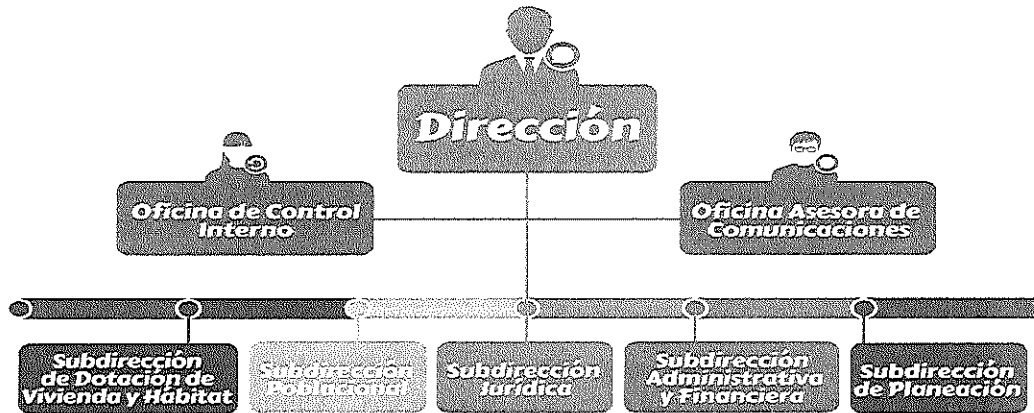 Dirección
Oficina de Control
Interno
Oficina Asesora de
Comunicaciones
Subdirección
de Dotación de
Vivienda y Hábitat
Subdirección
Poblacional
Subdirección
Jurídica
Subdirección
Administrativa
y Financiera
Subdirección
de Planeación